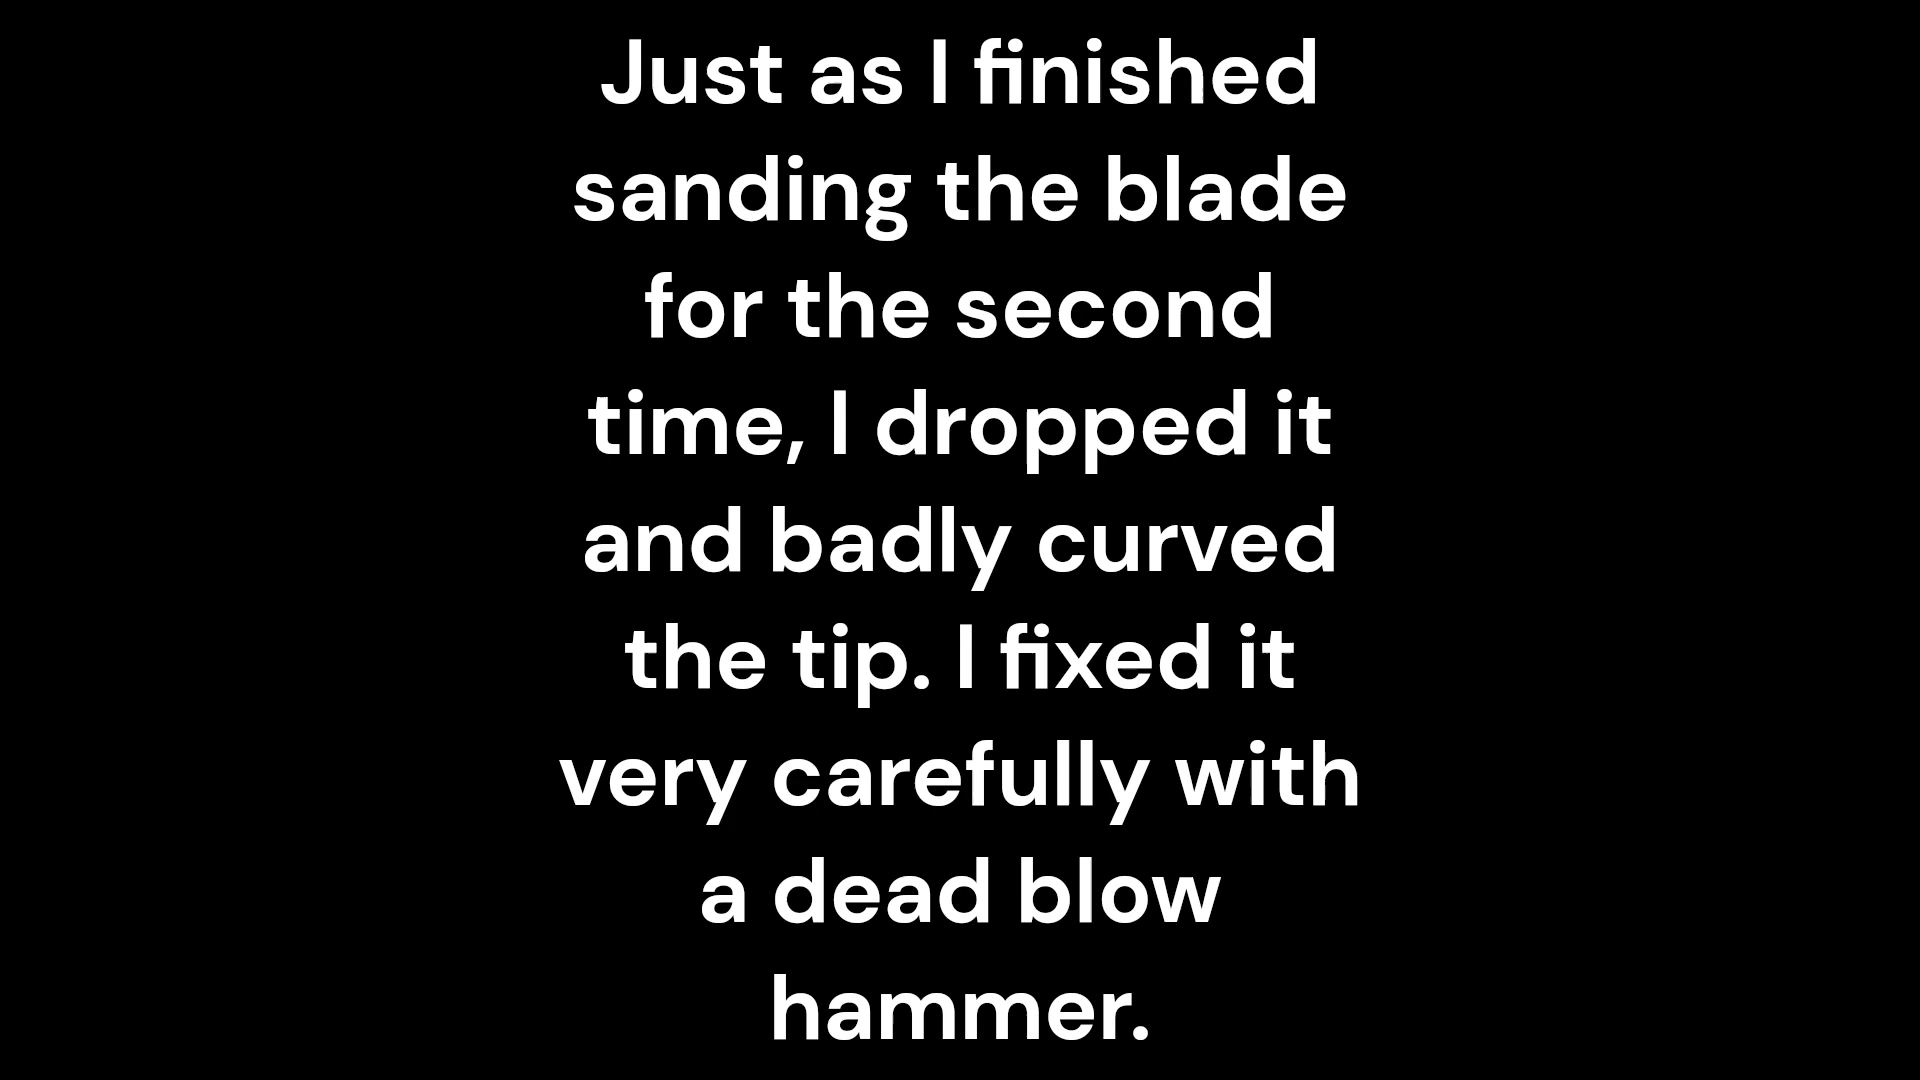 Just as I finished
sanding the blade
for the second
time, I dropped it
and badly curved
the tip. I fixed it
very carefully with
a dead blow
hammer.